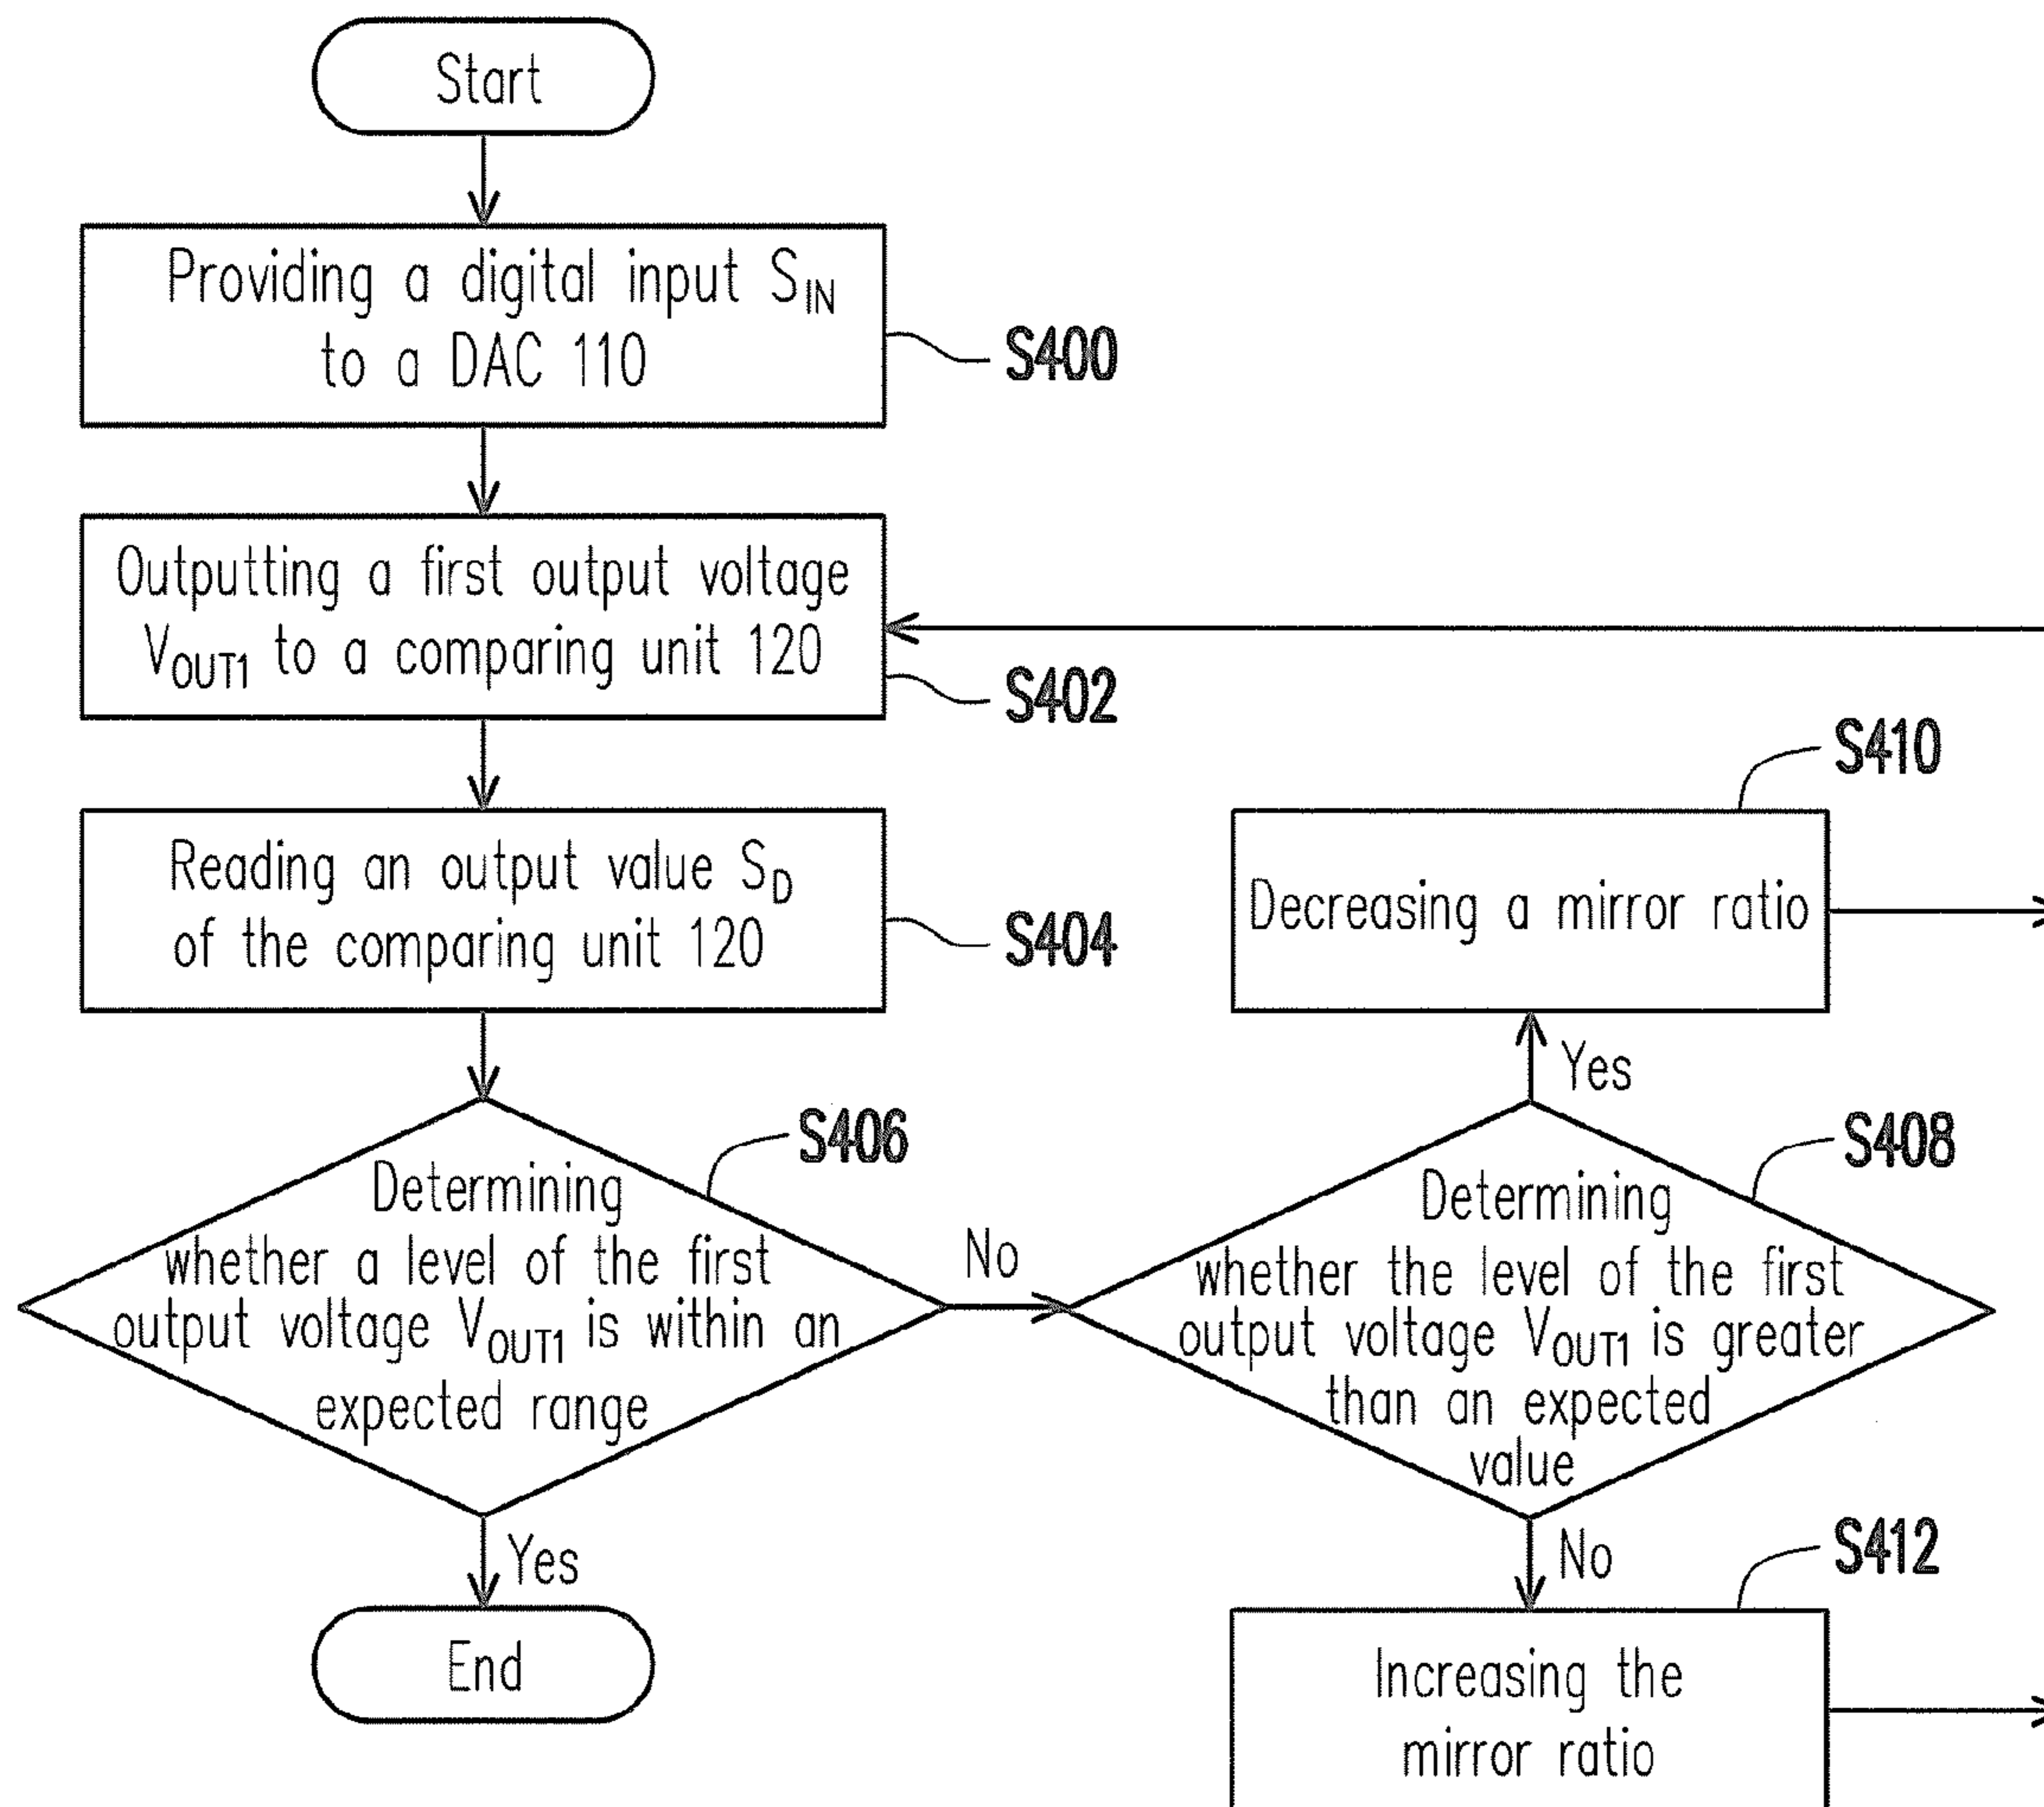 Start
Providing a digital input S_IN
to a DAC 110
S400
Outputting a first output voltage
V_OUT1 to a comparing unit 120
S402
Reading an output value S_D
of the comparing unit 120
S404
Determining
whether a level of the first
output voltage V_OUT1 is within an
expected range
S406
No
Yes
End
Determining
whether the level of the first
output voltage V_OUT1 is greater
than an expected
value
S408
Yes
Decreasing a mirror ratio
S410
No
Increasing the
mirror ratio
S412